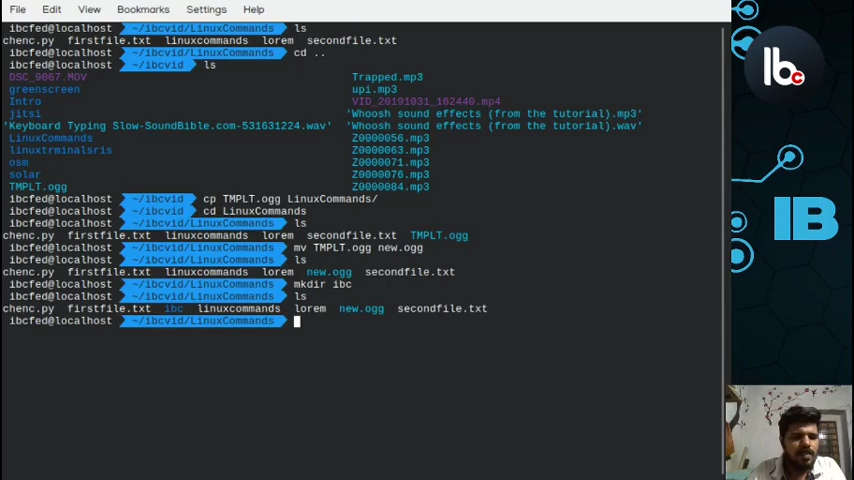 File Edit View Bookmarks Settings Help
ibcfed@localhost ~/ibcvid/LinuxCommands ls
chenc.py firstfile.txt linuxcommands lorem secondfile.txt
ibcfed@localhost ~/ibcvid/LinuxCommands cd ..
ibcfed@localhost ~/ibcvid ls
DSC_9067.MOV Trapped.mp3
greenscreen upi.mp3
Intro VID_20191031_162440.mp4
jitsi 'Whoosh sound effects (from the tutorial).mp3'
'Keyboard Typing Slow-SoundBible.com-531631224.wav' 'Whoosh sound effects (from the tutorial).wav'
LinuxCommands Z0000056.mp3
linuxtrminalsris Z0000063.mp3
osm Z0000071.mp3
solar Z0000076.mp3
TMPLT.ogg Z0000084.mp3
ibcfed@localhost ~/ibcvid cp TMPLT.ogg LinuxCommands/
ibcfed@localhost ~/ibcvid cd LinuxCommands
ibcfed@localhost ~/ibcvid/LinuxCommands ls
chenc.py firstfile.txt linuxcommands lorem secondfile.txt TMPLT.ogg
ibcfed@localhost ~/ibcvid/LinuxCommands mv TMPLT.ogg new.ogg
ibcfed@localhost ~/ibcvid/LinuxCommands ls
chenc.py firstfile.txt linuxcommands lorem new.ogg secondfile.txt
ibcfed@localhost ~/ibcvid/LinuxCommands mkdir ibc
ibcfed@localhost ~/ibcvid/LinuxCommands ls
chenc.py firstfile.txt ibc linuxcommands lorem new.ogg secondfile.txt
ibcfed@localhost ~/ibcvid/LinuxCommands
Ibc
IB